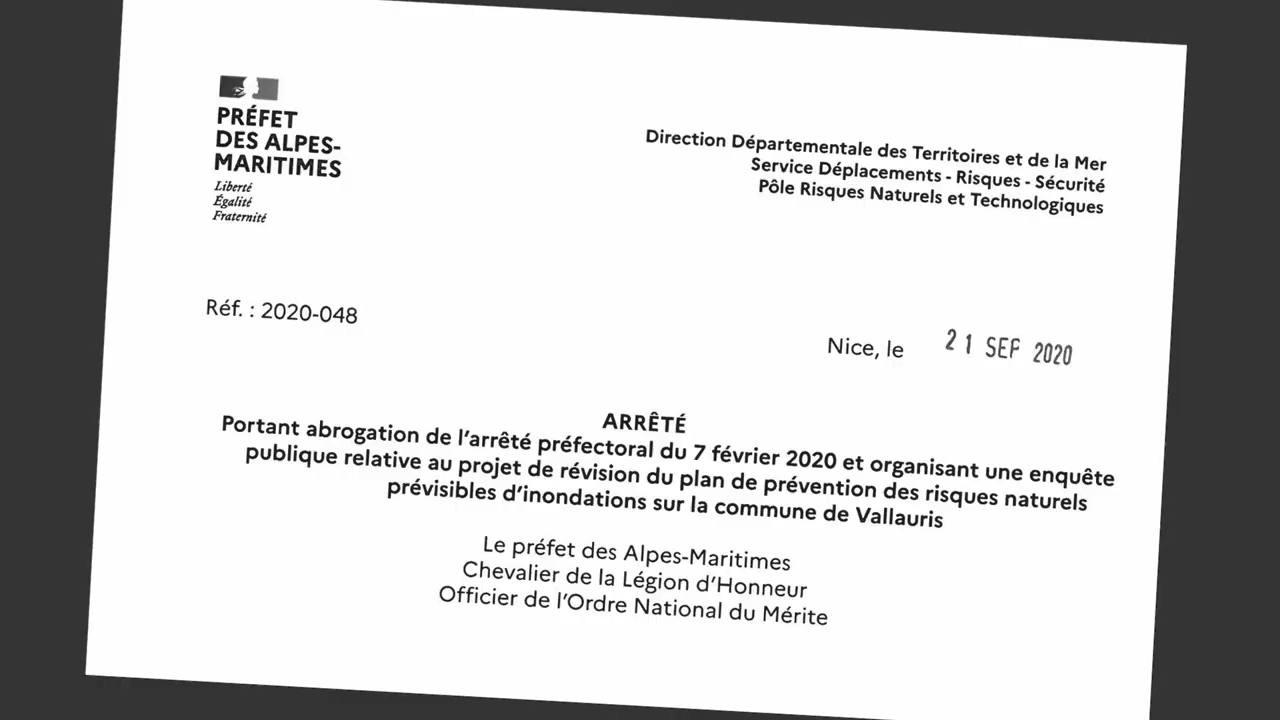 PRÉFET
DES ALPES-
MARITIMES
Liberté
Égalité
Fraternité
Direction Départementale des Territoires et de la Mer
Service Déplacements - Risques - Sécurité
Pôle Risques Naturels et Technologiques
Réf. : 2020-048
Nice, le 21 SEP 2020
ARRÊTÉ
Portant abrogation de l'arrêté préfectoral du 7 février 2020 et organisant une enquête
publique relative au projet de révision du plan de prévention des risques naturels
prévisibles d'inondations sur la commune de Vallauris
Le préfet des Alpes-Maritimes
Chevalier de la Légion d'Honneur
Officier de l'Ordre National du Mérite